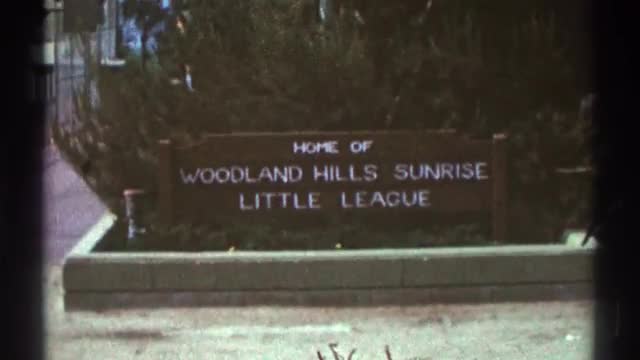 HOME OF
WOODLAND HILLS SUNRISE
LITTLE LEAGUE